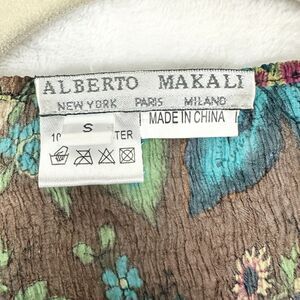 ALBERTO MAKALI
NEW YORK PARIS MILANO
S
MADE IN CHINA